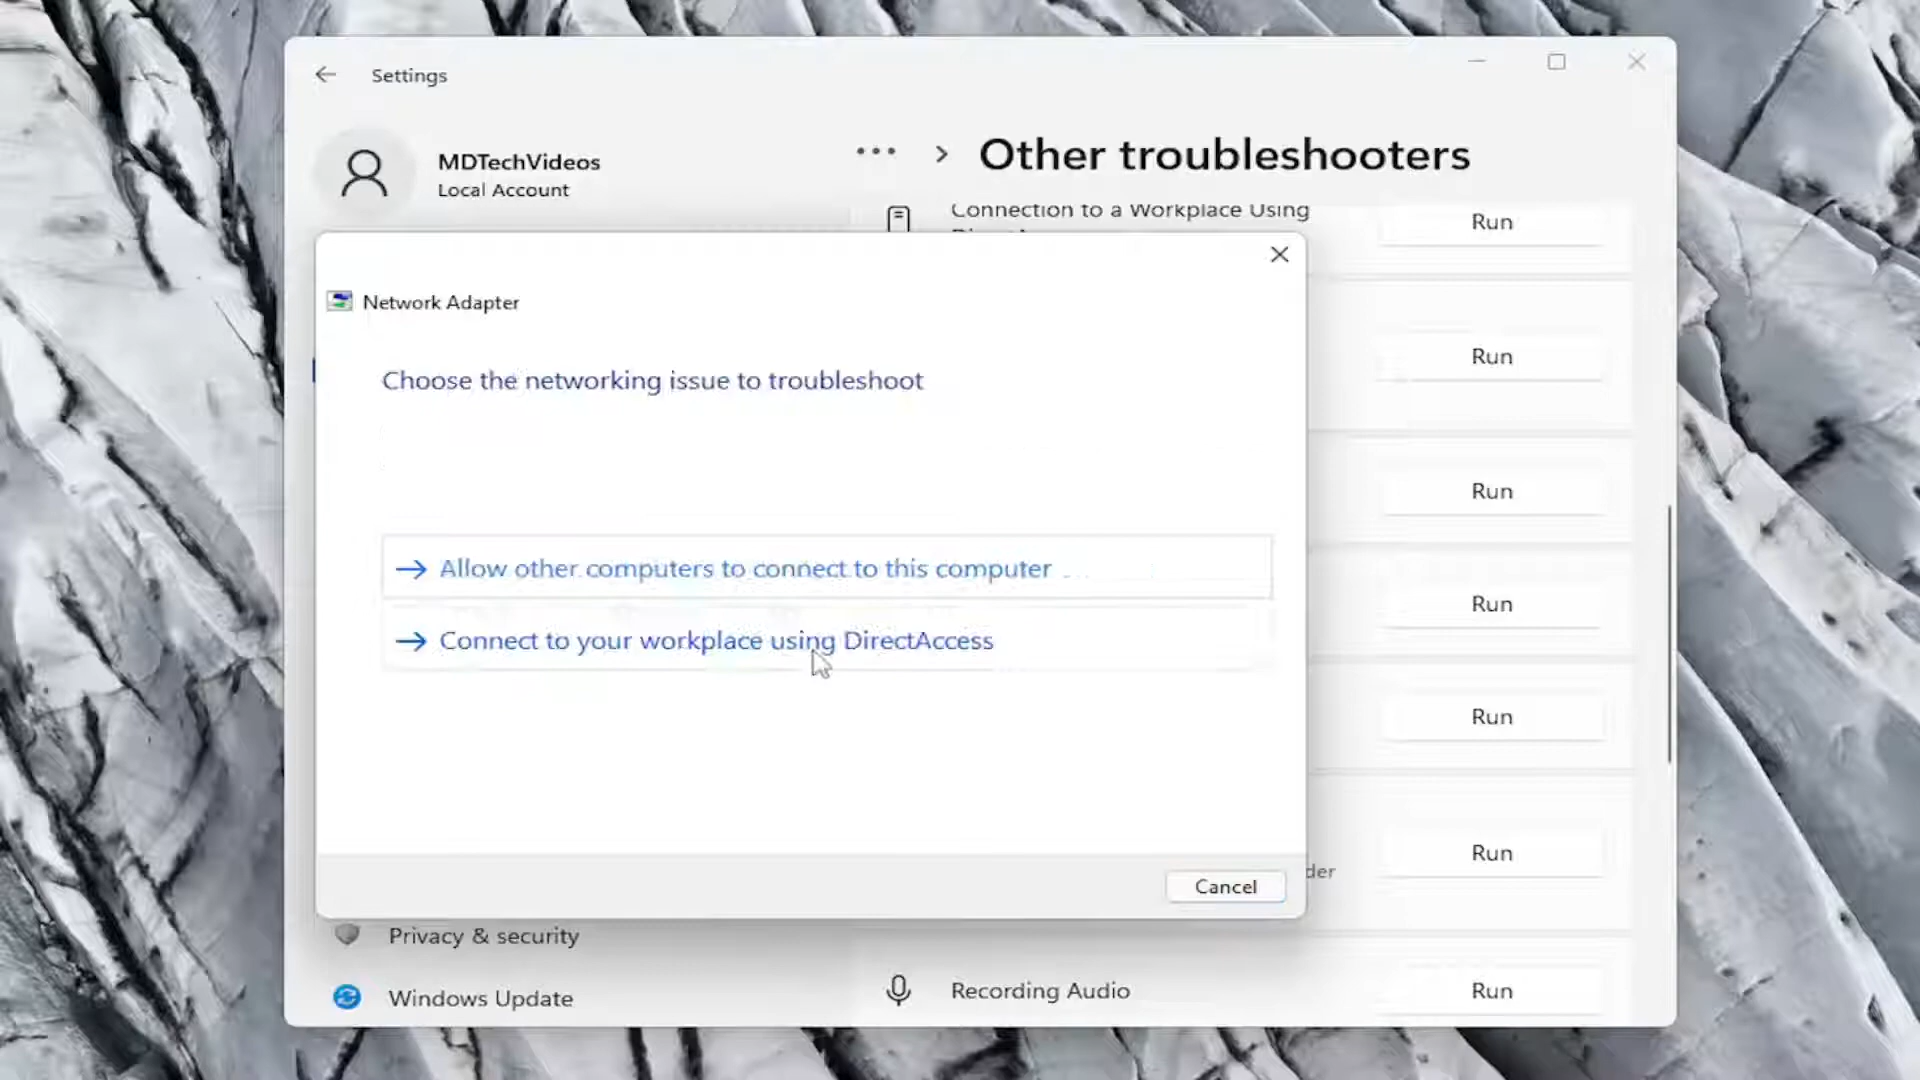 Settings
MDTechVideos
Local Account
Other troubleshooters
Connection to a Workplace Using
Run
Network Adapter
Run
Choose the networking issue to troubleshoot
Run
Allow other computers to connect to this computer
Run
Connect to your workplace using DirectAccess
Run
Run
der
Cancel
Privacy & security
Recording Audio
Run
Windows Update